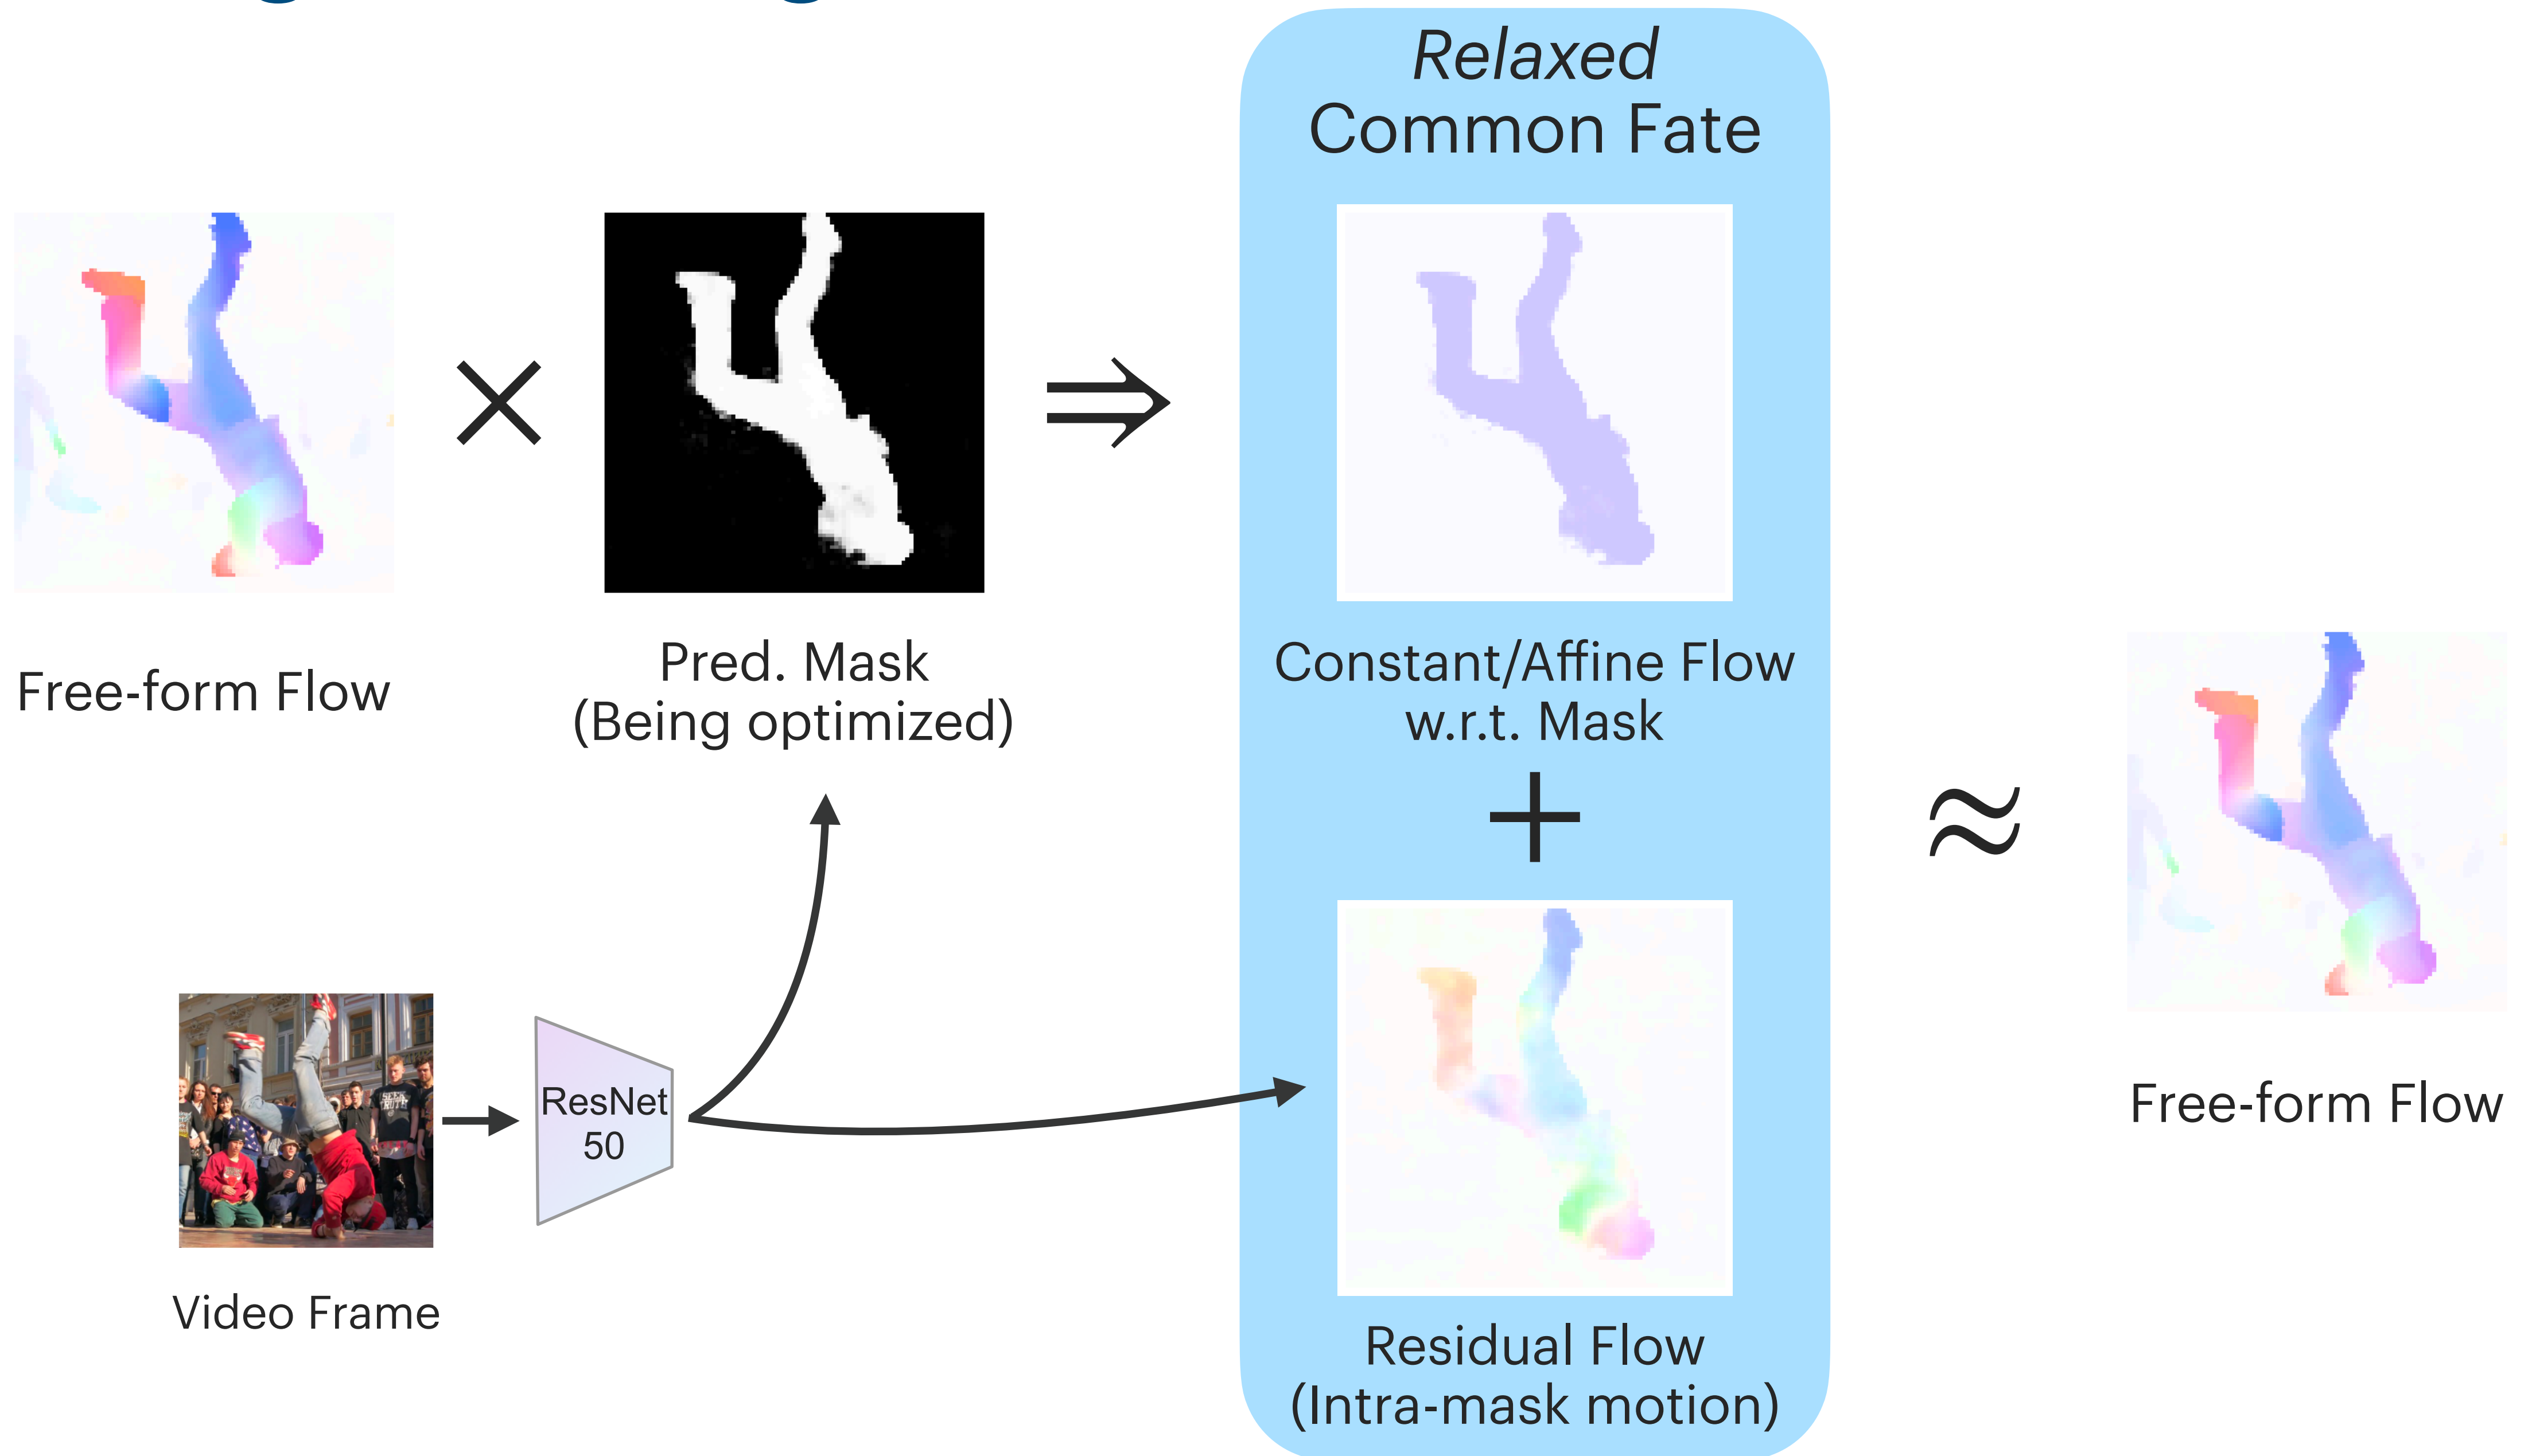 Relaxed
Common Fate
Free-form Flow
Pred. Mask
(Being optimized)
Constant/Affine Flow
w.r.t. Mask
ResNet
50
Video Frame
Residual Flow
(Intra-mask motion)
Free-form Flow